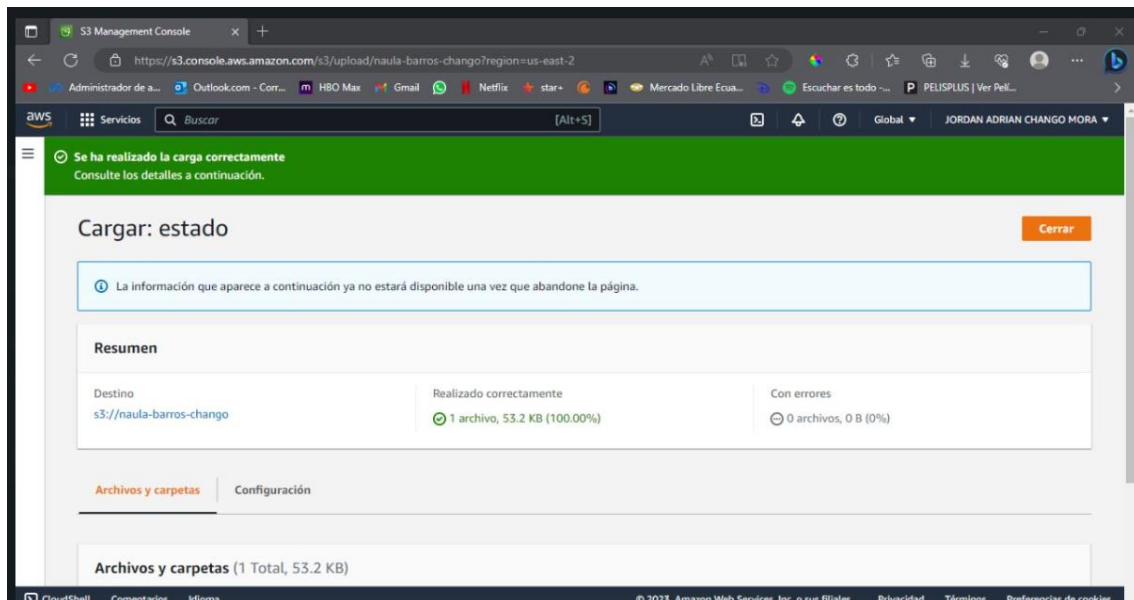 S3 Management Console
https://s3.console.aws.amazon.com/s3/upload/naula-barros-chango?region=us-east-2
Administrador de a... Outlook.com - Corr... HBO Max Gmail Netflix star+ Mercado Libre Ecua... Escuchar es todo -... PELISPLUS | Ver Pelí...
aws Servicios Buscar [Alt+S] Global JORDAN ADRIAN CHANGO MORA
Se ha realizado la carga correctamente
Consulte los detalles a continuación.
Cargar: estado Cerrar
La información que aparece a continuación ya no estará disponible una vez que abandone la página.
Resumen
Destino Realizado correctamente Con errores
s3://naula-barros-chango 1 archivo, 53.2 KB (100.00%) 0 archivos, 0 B (0%)
Archivos y carpetas Configuración
Archivos y carpetas (1 Total, 53.2 KB)
CloudShell Comentarios Idioma © 2023, Amazon Web Services, Inc. o sus filiales. Privacidad Términos Preferencias de cookies